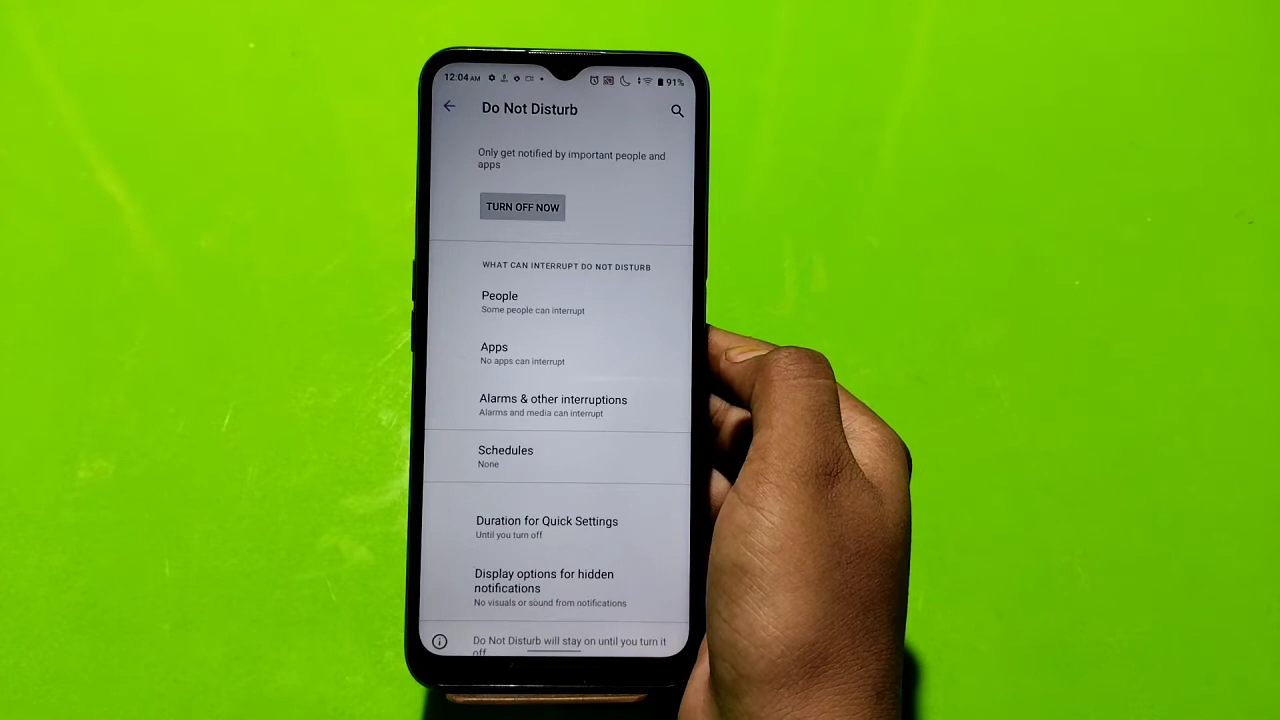 12:04 AM
91%
Do Not Disturb
Only get notified by important people and
apps
TURN OFF NOW
WHAT CAN INTERRUPT DO NOT DISTURB
People
Some people can interrupt
Apps
No apps can interrupt
Alarms & other interruptions
Alarms and media can interrupt
Schedules
None
Duration for Quick Settings
Until you turn off
Display options for hidden
notifications
No visuals or sound from notifications
Do Not Disturb will stay on until you turn it
off